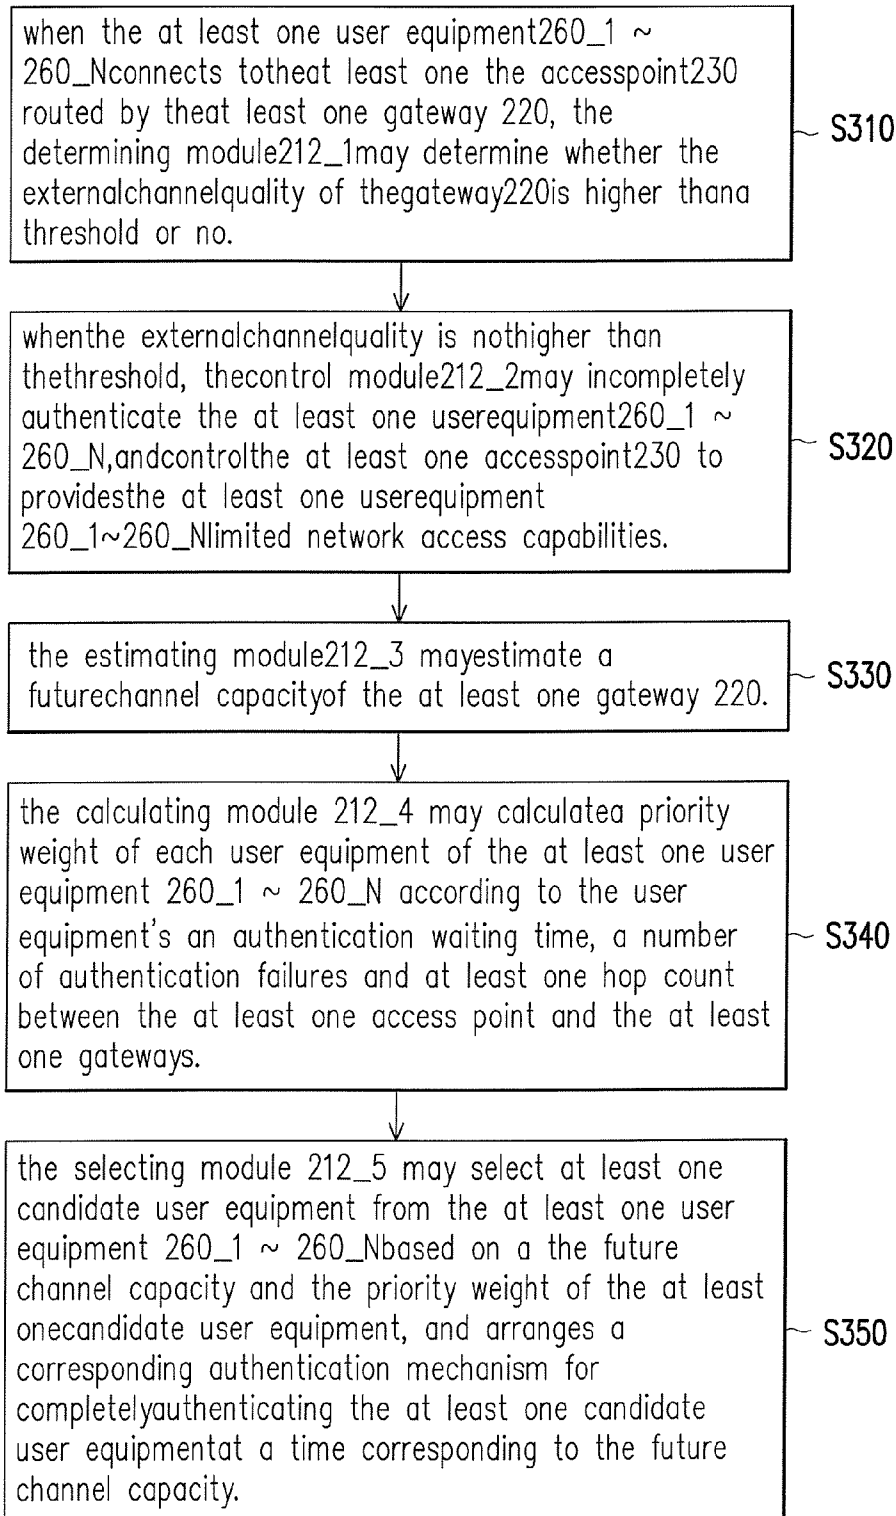 when the at least one user equipment260_1 ~
260_Nconnects totheat least one the accesspoint230
routed by theat least one gateway 220, the
determining module212_1may determine whether the
externalchannelquality of thegateway220is higher thana
threshold or no.
S310
whenthe externalchannelquality is nothigher than
thethreshold, thecontrol module212_2may incompletely
authenticate the at least one userequipment260_1 ~
260_N,andcontrolthe at least one accesspoint230 to
providesthe at least one userequipment
260_1~260_Nlimited network access capabilities.
S320
the estimating module212_3 mayestimate a
futurechannel capacityof the at least one gateway 220.
S330
the calculating module 212_4 may calculatea priority
weight of each user equipment of the at least one user
equipment 260_1 ~ 260_N according to the user
equipment's an authentication waiting time, a number
of authentication failures and at least one hop count
between the at least one access point and the at least
one gateways.
S340
the selecting module 212_5 may select at least one
candidate user equipment from the at least one user
equipment 260_1 ~ 260_Nbased on a the future
channel capacity and the priority weight of the at least
onecandidate user equipment, and arranges a
corresponding authentication mechanism for
completelyauthenticating the at least one candidate
user equipmentat a time corresponding to the future
channel capacity.
S350